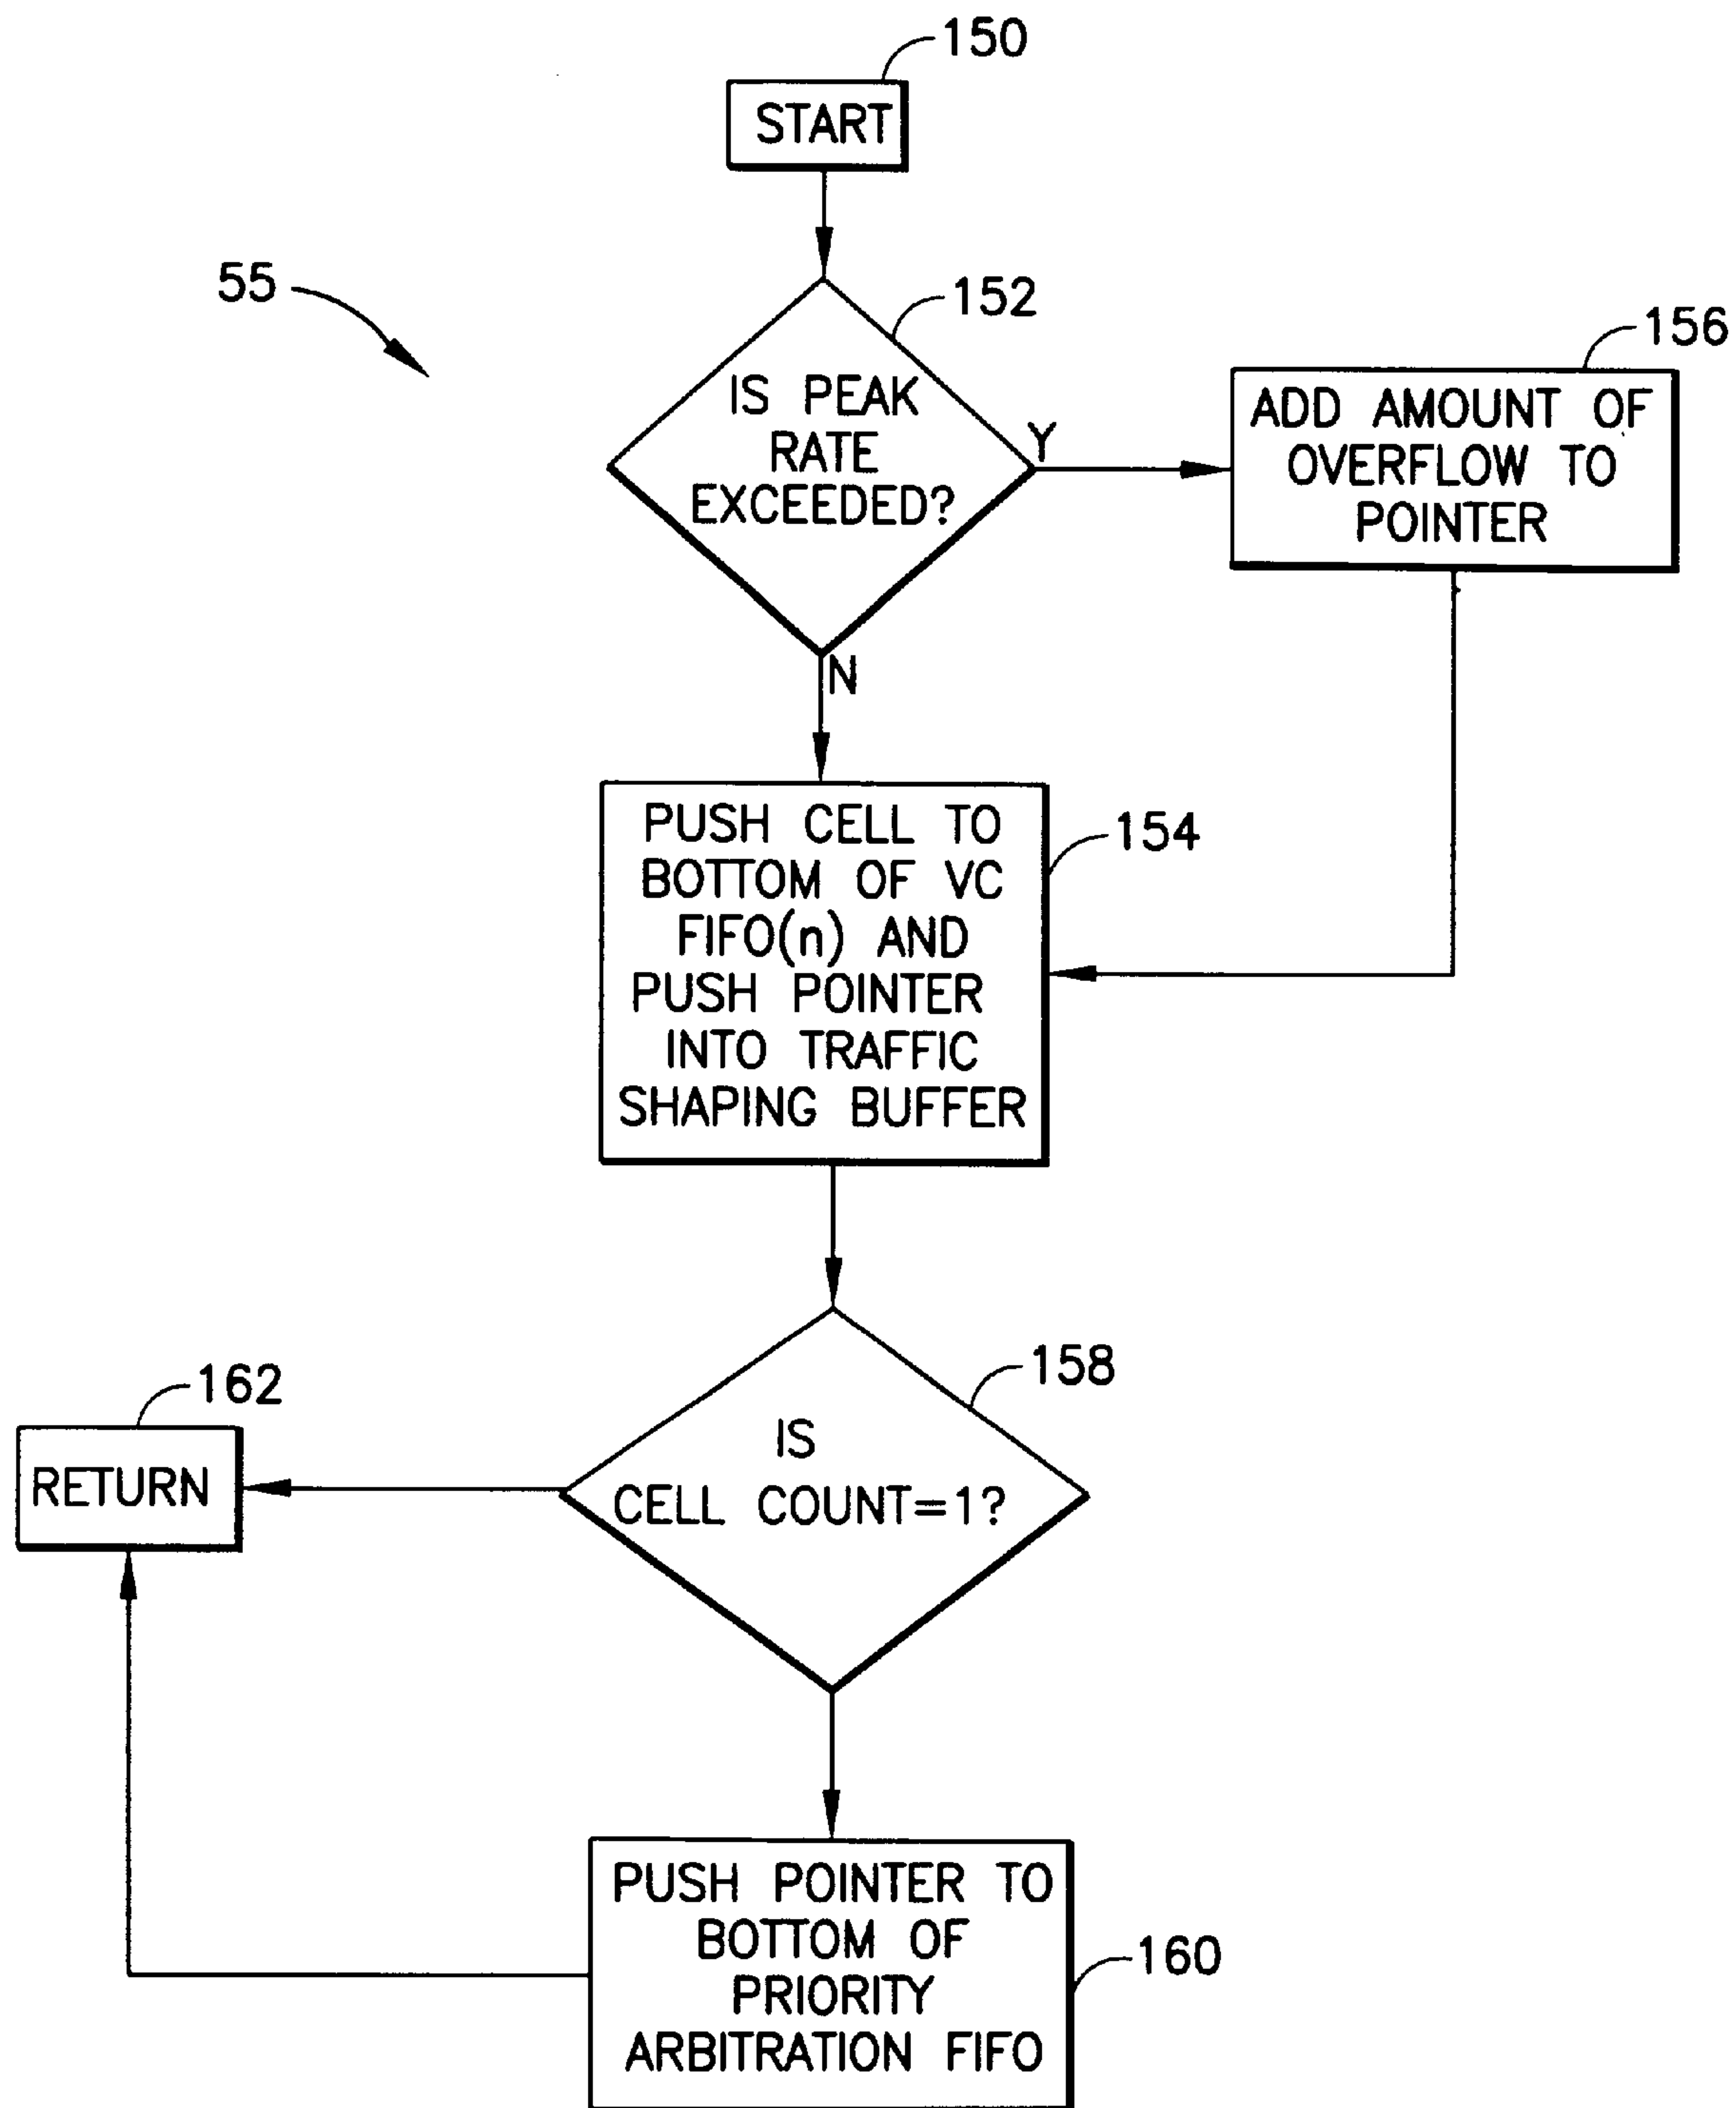 150
START
55
152
IS PEAK
RATE
EXCEEDED?
Y
N
156
ADD AMOUNT OF
OVERFLOW TO
POINTER
PUSH CELL TO
BOTTOM OF VC
FIFO(n) AND
PUSH POINTER
INTO TRAFFIC
SHAPING BUFFER
154
158
IS
CELL COUNT=1?
162
RETURN
PUSH POINTER TO
BOTTOM OF
PRIORITY
ARBITRATION FIFO
160